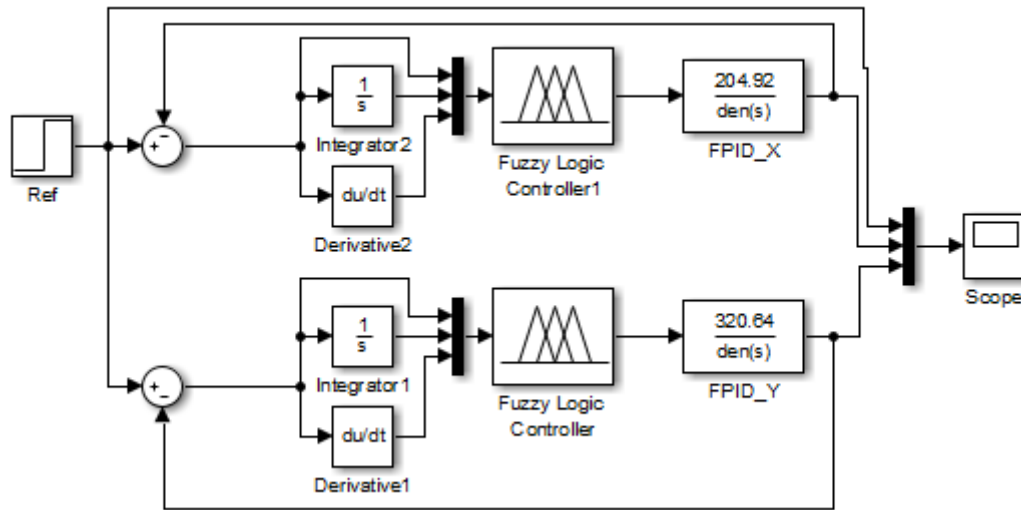 Ref
+
−
1
s
Integrator2
du/dt
Derivative2
Fuzzy Logic
Controller1
204.92
den(s)
FPID_X
Scope
+
−
1
s
Integrator1
du/dt
Derivative1
Fuzzy Logic
Controller
320.64
den(s)
FPID_Y